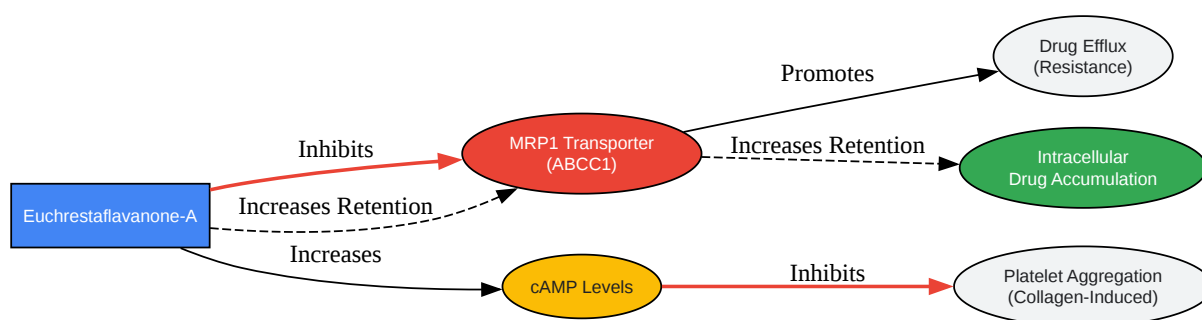 Drug Efflux
(Resistance)
Promotes
Inhibits
MRP1 Transporter
(ABCC1)
Increases Retention
Intracellular
Drug Accumulation
Euchrestaflavanone-A
Increases Retention
Increases
cAMP Levels
Inhibits
Platelet Aggregation
(Collagen-Induced)